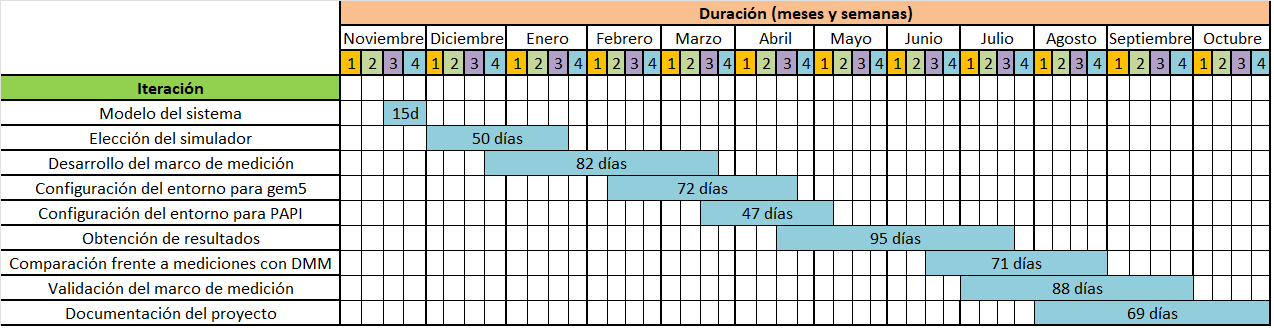 Duración (meses y semanas)
Noviembre Diciembre Enero Febrero Marzo Abril Mayo Junio Julio Agosto Septiembre Octubre
1 2 3 4 1 2 3 4 1 2 3 4 1 2 3 4 1 2 3 4 1 2 3 4 1 2 3 4 1 2 3 4 1 2 3 4 1 2 3 4 1 2 3 4 1 2 3 4
Iteración
Modelo del sistema 15d
Elección del simulador 50 días
Desarrollo del marco de medición 82 días
Configuración del entorno para gem5 72 días
Configuración del entorno para PAPI 47 días
Obtención de resultados 95 días
Comparación frente a mediciones con DMM 71 días
Validación del marco de medición 88 días
Documentación del proyecto 69 días